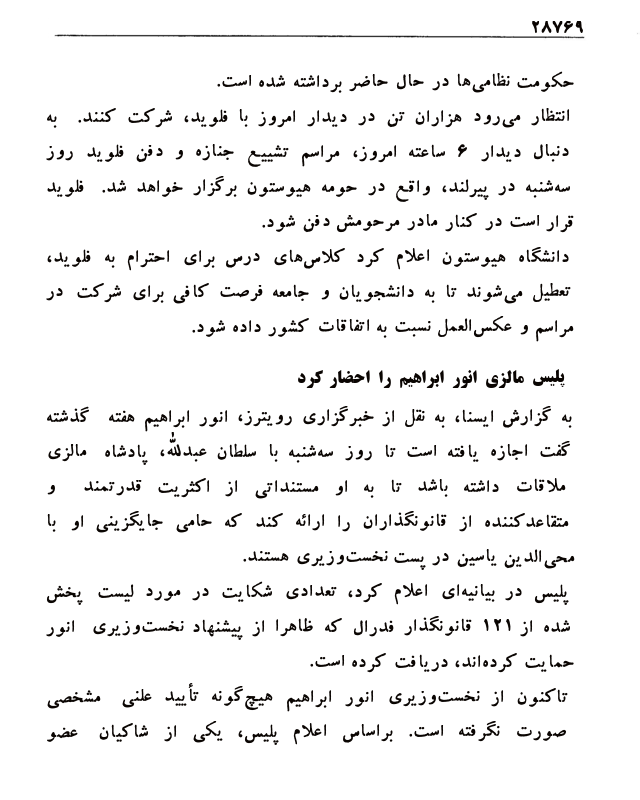 ۲۸۷۶۹
حکومت نظامی‌ها در حال حاضر برداشته شده است.
انتظار می‌رود هزاران تن در دیدار امروز با فلوید، شرکت کنند. به
دنبال دیدار ۶ ساعته امروز، مراسم تشییع جنازه و دفن فلوید روز
سه‌شنبه در پیرلند، واقع در حومه هیوستون برگزار خواهد شد. فلوید
قرار است در کنار مادر مرحومش دفن شود.
دانشگاه هیوستون اعلام کرد کلاس‌های درس برای احترام به فلوید،
تعطیل می‌شوند تا به دانشجویان و جامعه فرصت کافی برای شرکت در
مراسم و عکس‌العمل نسبت به اتفاقات کشور داده شود.
پلیس مالزی انور ابراهیم را احضار کرد
به گزارش ایسنا، به نقل از خبرگزاری رویترز، انور ابراهیم هفته گذشته
گفت اجازه یافته است تا روز سه‌شنبه با سلطان عبدالله، پادشاه مالزی
ملاقات داشته باشد تا به او مستنداتی از اکثریت قدرتمند و
متقاعدکننده از قانونگذاران را ارائه کند که حامی جایگزینی او با
محی‌الدین یاسین در پست نخست‌وزیری هستند.
پلیس در بیانیه‌ای اعلام کرد، تعدادی شکایت در مورد لیست پخش
شده از ۱۲۱ قانونگذار فدرال که ظاهرا از پیشنهاد نخست‌وزیری انور
حمایت کرده‌اند، دریافت کرده است.
تاکنون از نخست‌وزیری انور ابراهیم هیچ‌گونه تأیید علنی مشخصی
صورت نگرفته است. براساس اعلام پلیس، یکی از شاکیان عضو